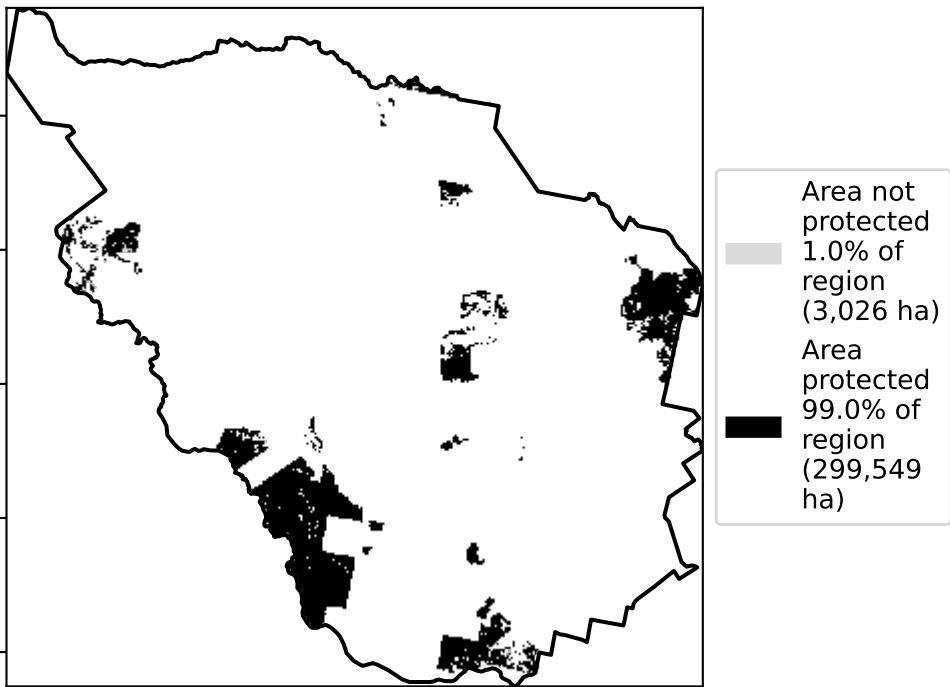 Area not
protected
1.0% of
region
(3,026 ha)
Area
protected
99.0% of
region
(299,549
ha)